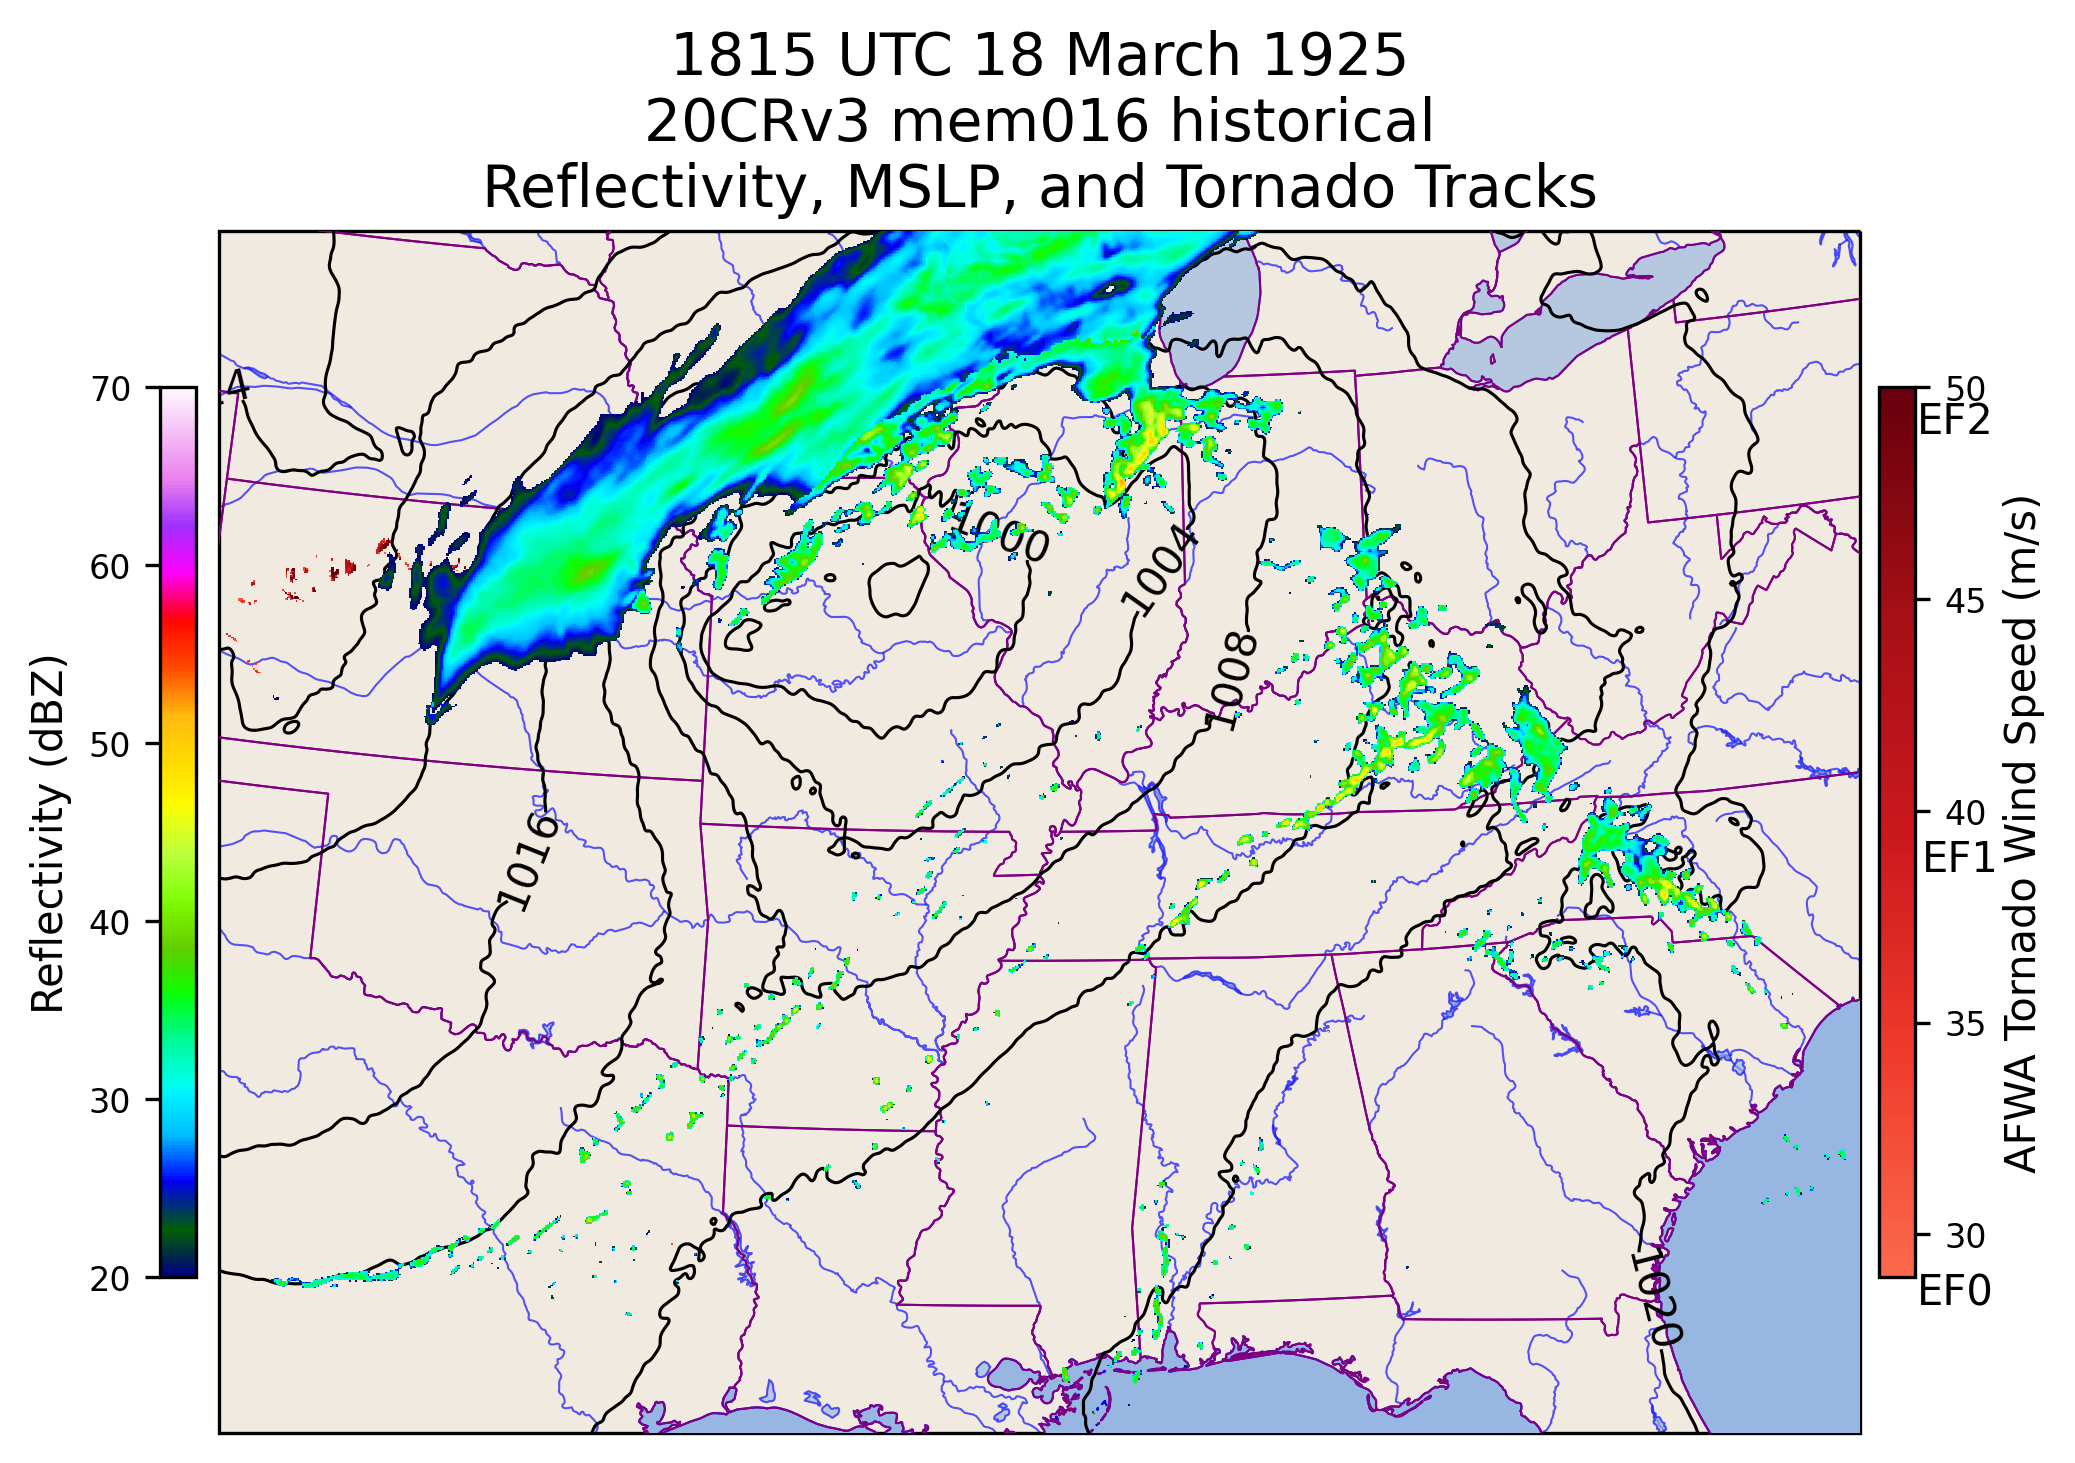 1815 UTC 18 March 1925
20CRv3 mem016 historical
Reflectivity, MSLP, and Tornado Tracks
4
70
60
50
40
30
20
Reflectivity (dBZ)
1000
1004
1008
1016
1020
50
EF2
45
40
EF1
35
30
EF0
AFWA Tornado Wind Speed (m/s)